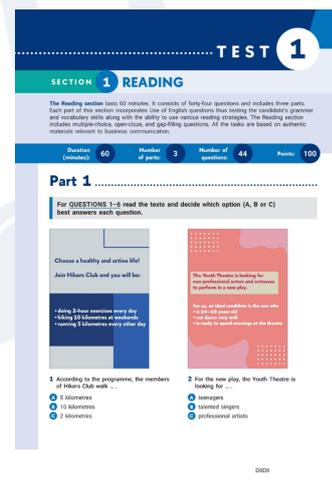 TEST 1
SECTION 1 READING
The Reading section lasts 60 minutes. It consists of forty-four questions and includes three parts.
Each part of this section incorporates Use of English questions thus testing the candidate's grammar
and vocabulary skills along with the ability to use various reading strategies. The Reading section
includes multiple-choice, open-cloze, and gap-filling questions. All the tasks are based on authentic
materials relevant to business communication.
Duration (minutes): 60
Number of parts: 3
Number of questions: 44
Points: 100
Part 1
For QUESTIONS 1–6 read the texts and decide which option (A, B or C)
best answers each question.
Choose a healthy and active life!
Join Hikers Club and you will be:
• doing 2-hour exercises every day
• hiking 10 kilometres at weekends
• running 5 kilometres every other day
1 According to the programme, the members
of Hikers Club walk ... .
A 5 kilometres
B 10 kilometres
C 2 kilometres
The Youth Theatre is looking for
non-professional actors and actresses
to perform in a new play.
For us, an ideal candidate is the one who
• is 14–18 years old
• can dance very well
• is ready to spend evenings at the theatre
2 For the new play, the Youth Theatre is
looking for ... .
A teenagers
B talented singers
C professional artists